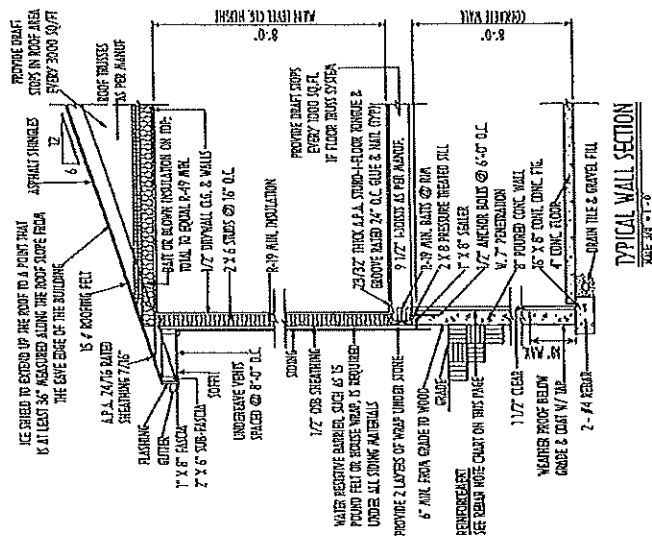 ICE SHIELD TO EXTEND UP THE ROOF TO A POINT THAT
IS AT LEAST 36" MEASURED ALONG THE ROOF SLOPE FROM
THE EAVE EDGE OF THE BUILDING
ASPHALT SHINGLES
12
6
PROVIDE DRAFT
STOPS IN ROOF AREA
EVERY 3000 SQ/FT
ROOF TRUSSES
AS PER MANUF
15 # ROOFING FELT
A.P.A. 24/16 RATED
SHEATHING 7/16"
FLASHING
GUTTER
1" X 8" FASCIA
2" X 6" SUB-FASCIA
SOFFIT
UNDEREAVE VENTS
SPACED @ 8'-0" O.C.
BATT OR BLOWN INSULATION ON TOP;
TOTAL TO EQUAL R-49 MIN.
1/2" DRYWALL CLG. & WALLS
2 X 6 STUDS @ 16" O.C.
R-19 MIN. INSULATION
MAIN LEVEL CLG. HEIGHT
8'-0"
SIDING
1/2" OSB SHEATHING
WATER RESISTIVE BARRIER, SUCH AS 15
POUND FELT OR HOUSE WRAP, IS REQUIRED
UNDER ALL SIDING MATERIALS
PROVIDE 2 LAYERS OF WRAP UNDER STONE
PROVIDE DRAFT STOPS
EVERY 1000 SQ.FT.
IF FLOOR TRUSS SYSTEM
23/32" THICK A.P.A. STURD-I-FLOOR TONGUE &
GROOVE RATED 24" O.C. GLUE & NAIL (TYP)
9 1/2" I-JOISTS AS PER MANUF.
R-19 MIN. BATTS @ RIM
2 X 8 PRESSURE TREATED SILL
1" X 8" SEALER
1/2" ANCHOR BOLTS @ 6'-0" O.C.
W. 7" PENETRATION
8" POURED CONC. WALL
16" X 8" CONT. CONC. FTG.
4" CONC. FLOOR
CONCRETE WALL
8'-0"
6" MIN. FROM GRADE TO WOOD
GRADE
REINFORCEMENT
SEE REBAR NOTE CHART ON THIS PAGE
1 1/2" CLEAR
WEATHER PROOF BELOW
GRADE & COAT W/ TAR
2 - #4 REBAR
DRAIN TILE & GRAVEL FILL
TYPICAL WALL SECTION